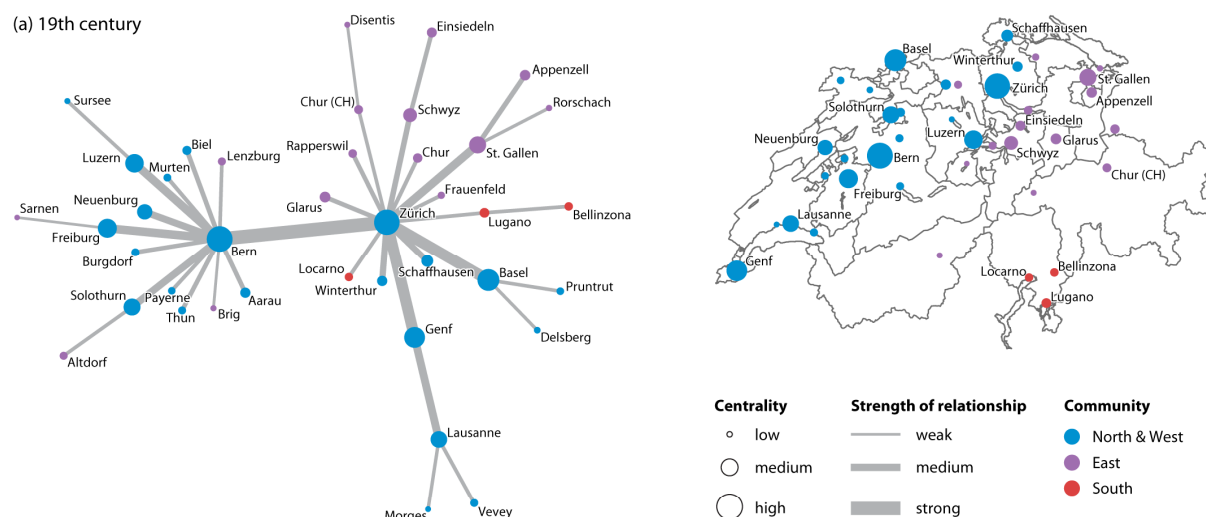 (a) 19th century
Disentis
Einsiedeln
Appenzell
Rorschach
Sursee
Chur (CH)
Schwyz
Biel
Lenzburg
Rapperswil
Chur
St. Gallen
Luzern
Murten
Neuenburg
Glarus
Frauenfeld
Sarnen
Zürich
Lugano
Bellinzona
Freiburg
Bern
Burgdorf
Locarno
Schaffhausen
Basel
Winterthur
Pruntrut
Solothurn
Payerne
Aarau
Thun
Brig
Genf
Delsberg
Altdorf
Lausanne
Morges
Vevey
Schaffhausen
Basel
Winterthur
Zürich
St. Gallen
Solothurn
Appenzell
Einsiedeln
Neuenburg
Luzern
Glarus
Schwyz
Bern
Chur (CH)
Freiburg
Lausanne
Genf
Locarno
Bellinzona
Lugano
Centrality
low
medium
high
Strength of relationship
weak
medium
strong
Community
North & West
East
South